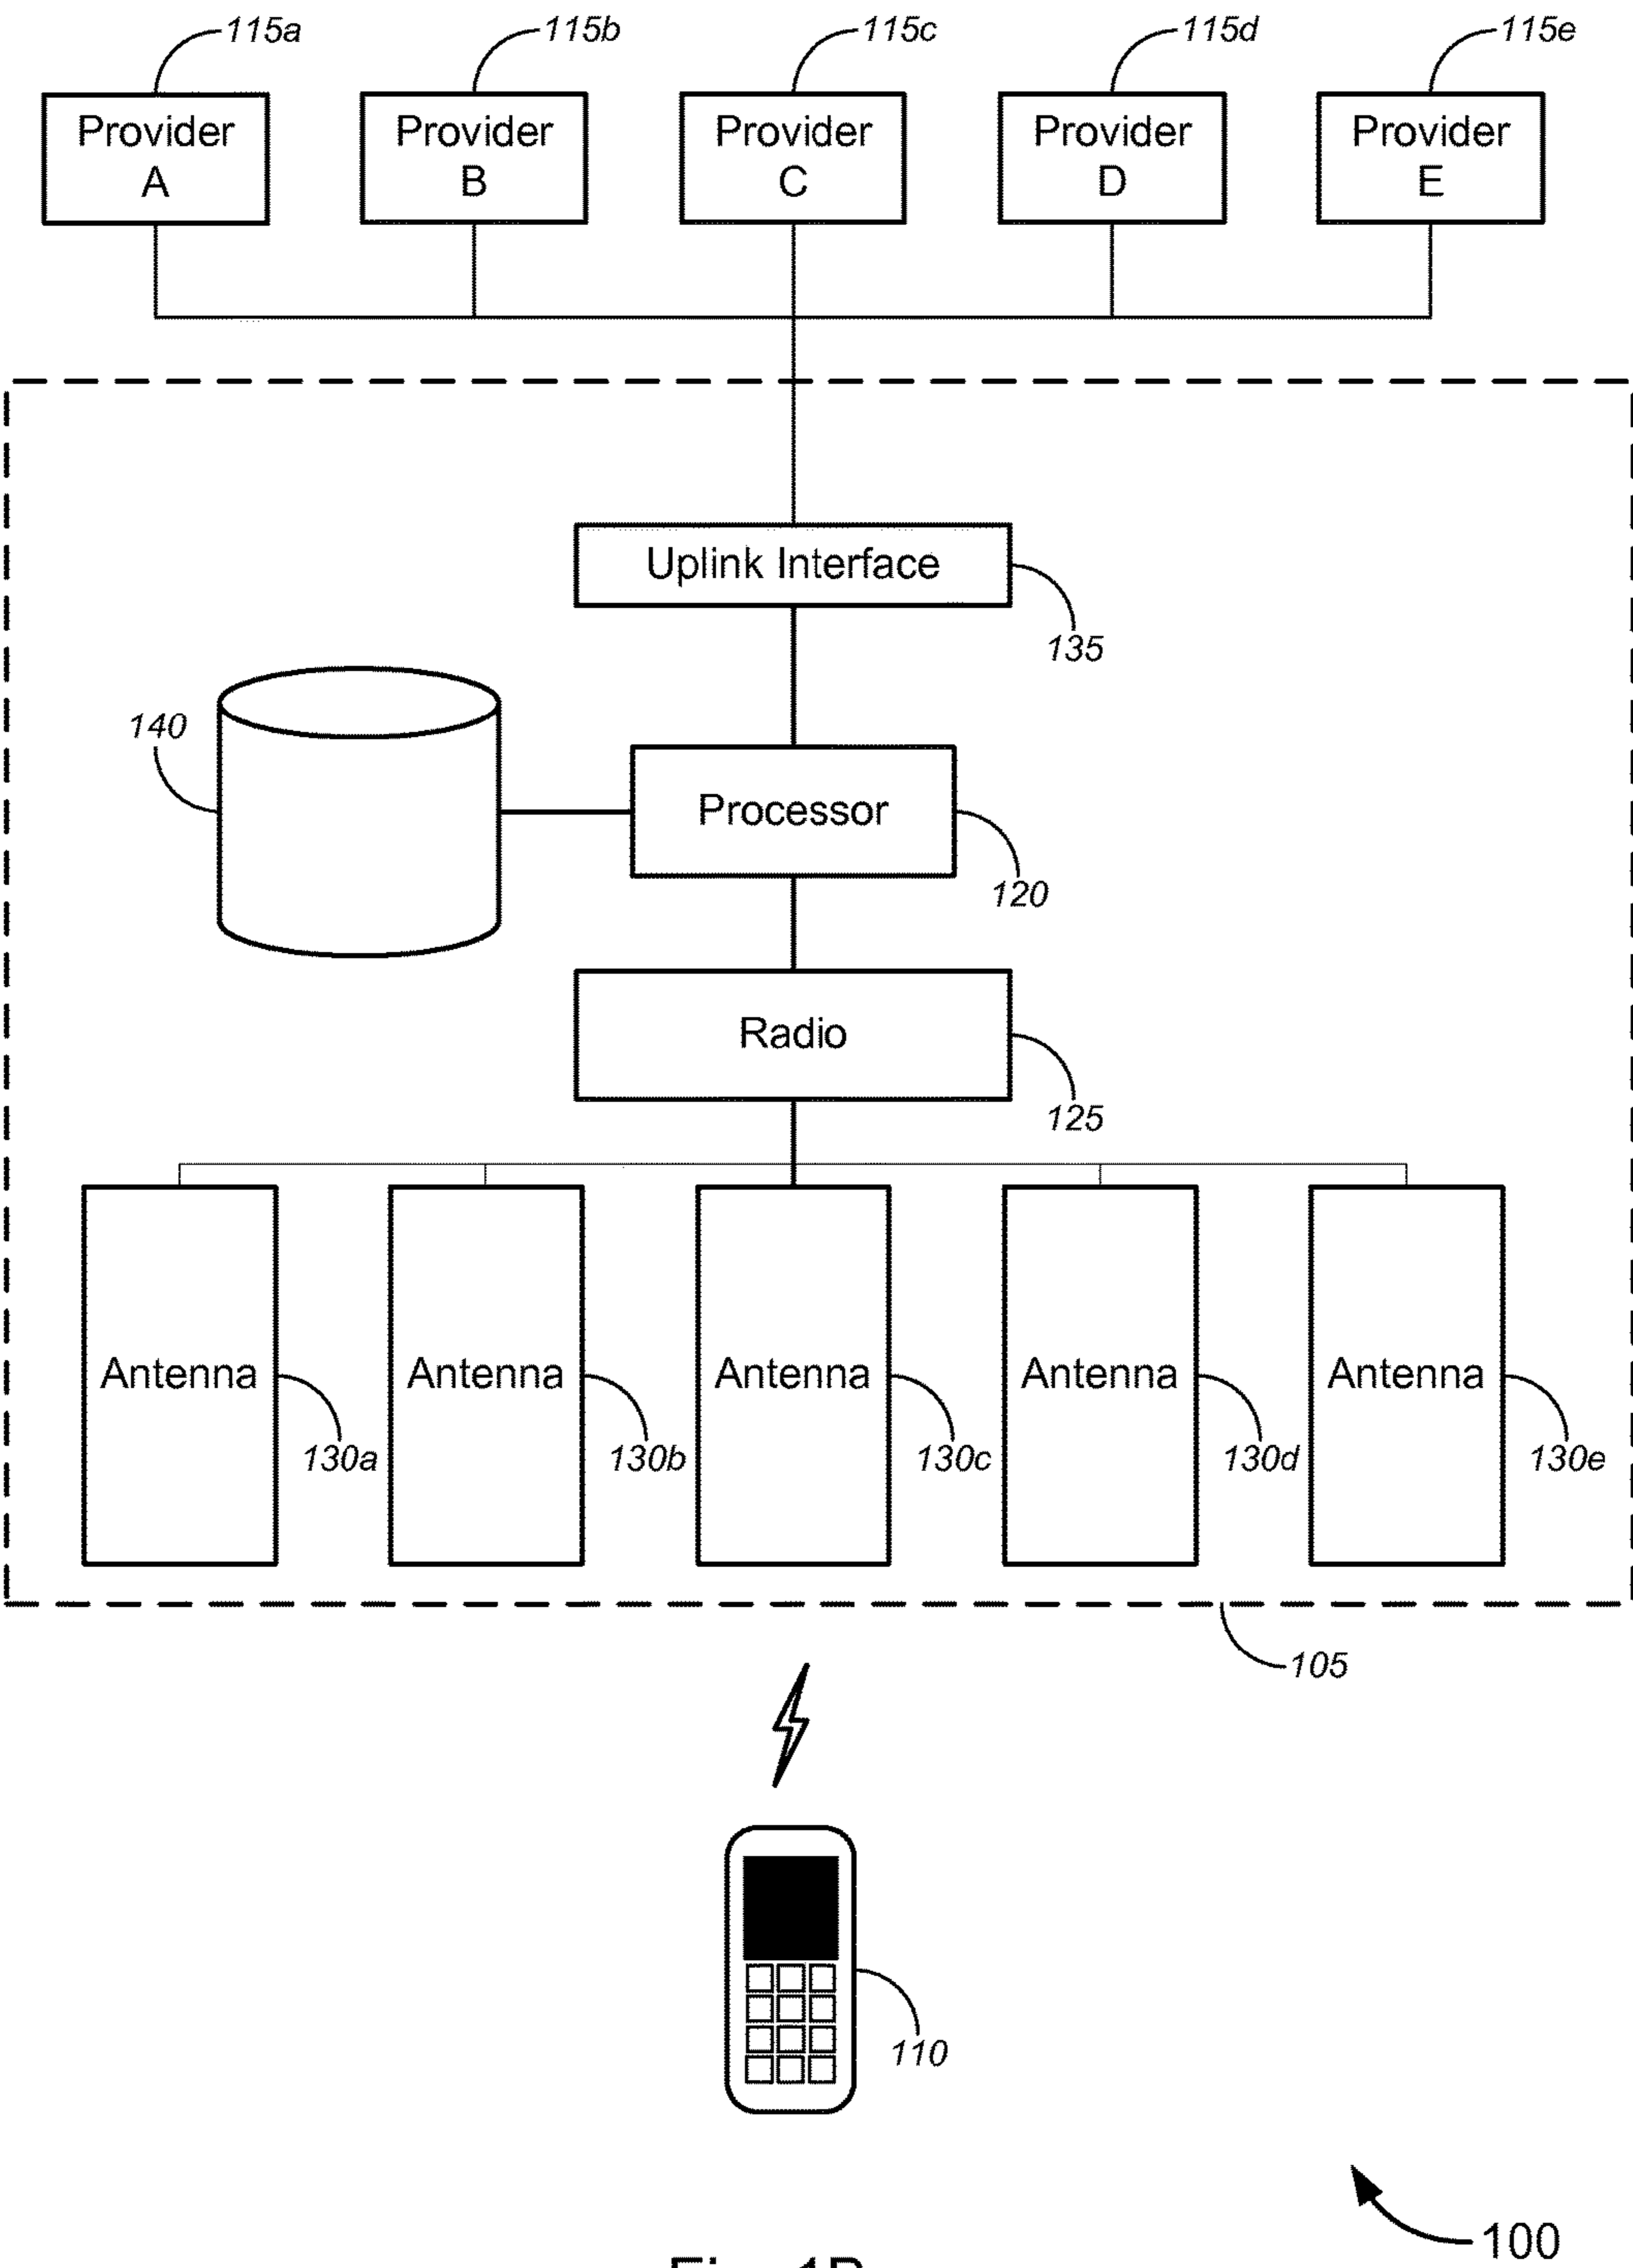 115a 115b 115c 115d 115e
Provider Provider Provider Provider Provider
A B C D E
Uplink Interface
135
140
Processor
120
Radio
125
Antenna Antenna Antenna Antenna Antenna
130a 130b 130c 130d 130e
105
110
100